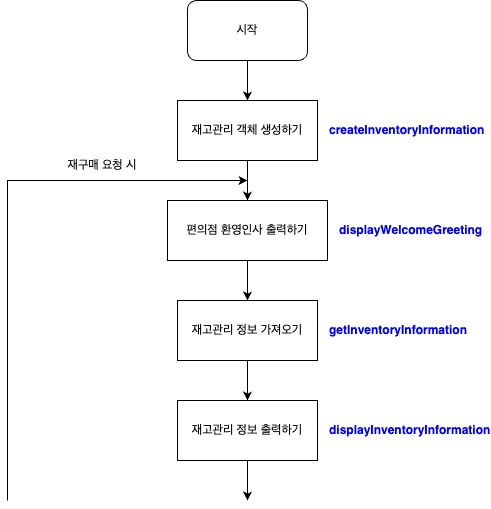 시작
재고관리 객체 생성하기
createInventoryInformation
재구매 요청 시
편의점 환영인사 출력하기
displayWelcomeGreeting
재고관리 정보 가져오기
getInventoryInformation
재고관리 정보 출력하기
displayInventoryInformation